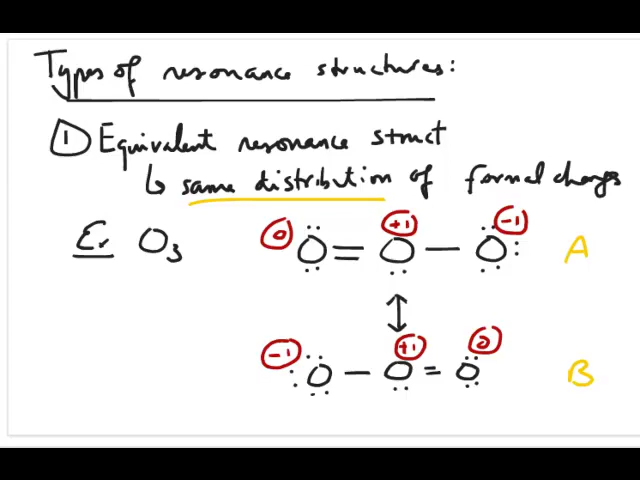 Types of resonance structures:
① Equivalent resonance struct
↳ same distribution of formal charges
Ex O3 0 Ö = +1 O - -1 O A
↕
-1 O - +1 O = 0 O B